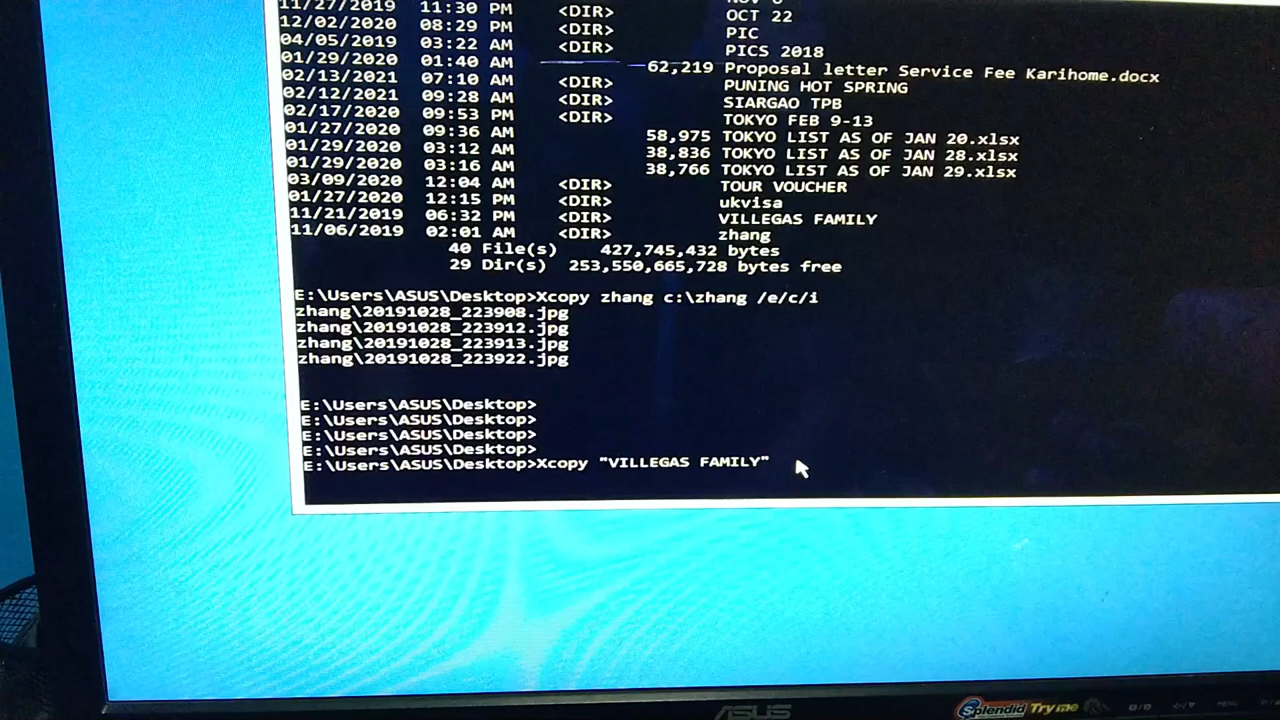 11/27/2019 11:30 PM <DIR>
12/02/2020 08:29 PM <DIR> OCT 22
04/05/2019 03:22 AM <DIR> PIC
01/29/2020 01:40 AM PICS 2018
02/13/2021 07:10 AM <DIR> 62,219 Proposal letter Service Fee Karihome.docx
02/12/2021 09:28 AM <DIR> PUNING HOT SPRING
02/17/2020 09:53 PM <DIR> SIARGAO TPB
01/27/2020 09:36 AM TOKYO FEB 9-13
01/29/2020 03:12 AM 58,975 TOKYO LIST AS OF JAN 20.xlsx
01/29/2020 03:16 AM 38,836 TOKYO LIST AS OF JAN 28.xlsx
03/09/2020 12:04 AM <DIR> 38,766 TOKYO LIST AS OF JAN 29.xlsx
01/27/2020 12:15 PM <DIR> TOUR VOUCHER
11/21/2019 06:32 PM <DIR> ukvisa
11/06/2019 02:01 AM <DIR> VILLEGAS FAMILY
zhang
40 File(s) 427,745,432 bytes
29 Dir(s) 253,550,665,728 bytes free
E:\Users\ASUS\Desktop>Xcopy zhang c:\zhang /e/c/i
zhang\20191028_223908.jpg
zhang\20191028_223912.jpg
zhang\20191028_223913.jpg
zhang\20191028_223922.jpg
E:\Users\ASUS\Desktop>
E:\Users\ASUS\Desktop>
E:\Users\ASUS\Desktop>
E:\Users\ASUS\Desktop>
E:\Users\ASUS\Desktop>Xcopy "VILLEGAS FAMILY"
ASUS
Splendid Try me
MENU